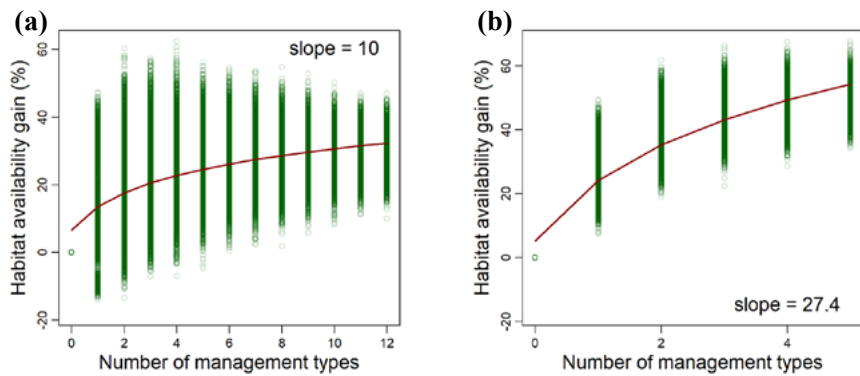 (a)
slope = 10
Habitat availability gain (%)
60
40
20
0
-20
0 2 4 6 8 10 12
Number of management types
(b)
slope = 27.4
Habitat availability gain (%)
60
40
20
0
-20
0 2 4
Number of management types